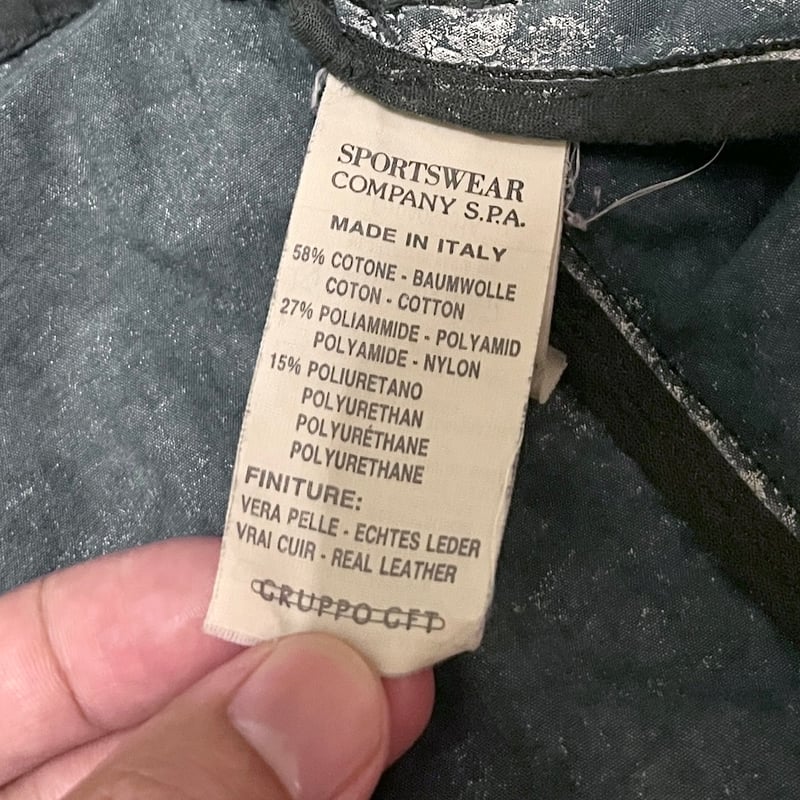 SPORTSWEAR
COMPANY S.P.A.
MADE IN ITALY
58% COTONE - BAUMWOLLE
COTON - COTTON
27% POLIAMMIDE - POLYAMID
POLYAMIDE - NYLON
15% POLIURETANO
POLYURETHAN
POLYURÉTHANE
POLYURETHANE
FINITURE:
VERA PELLE - ECHTES LEDER
VRAI CUIR - REAL LEATHER
GRUPPO GFT